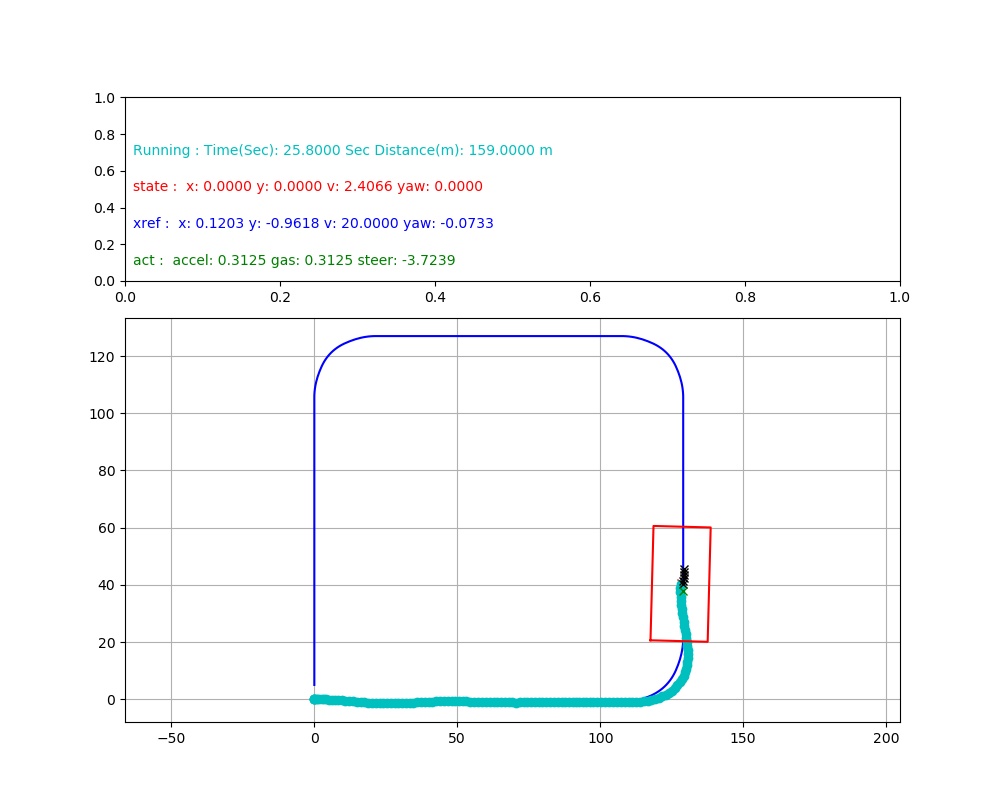 1.0
0.8
Running : Time(Sec): 25.8000 Sec Distance(m): 159.0000 m
0.6
state :  x: 0.0000 y: 0.0000 v: 2.4066 yaw: 0.0000
0.4
xref :  x: 0.1203 y: -0.9618 v: 20.0000 yaw: -0.0733
0.2
act :  accel: 0.3125 gas: 0.3125 steer: -3.7239
0.0
0.0 0.2 0.4 0.6 0.8 1.0
120
100
80
60
40
20
0
−50 0 50 100 150 200